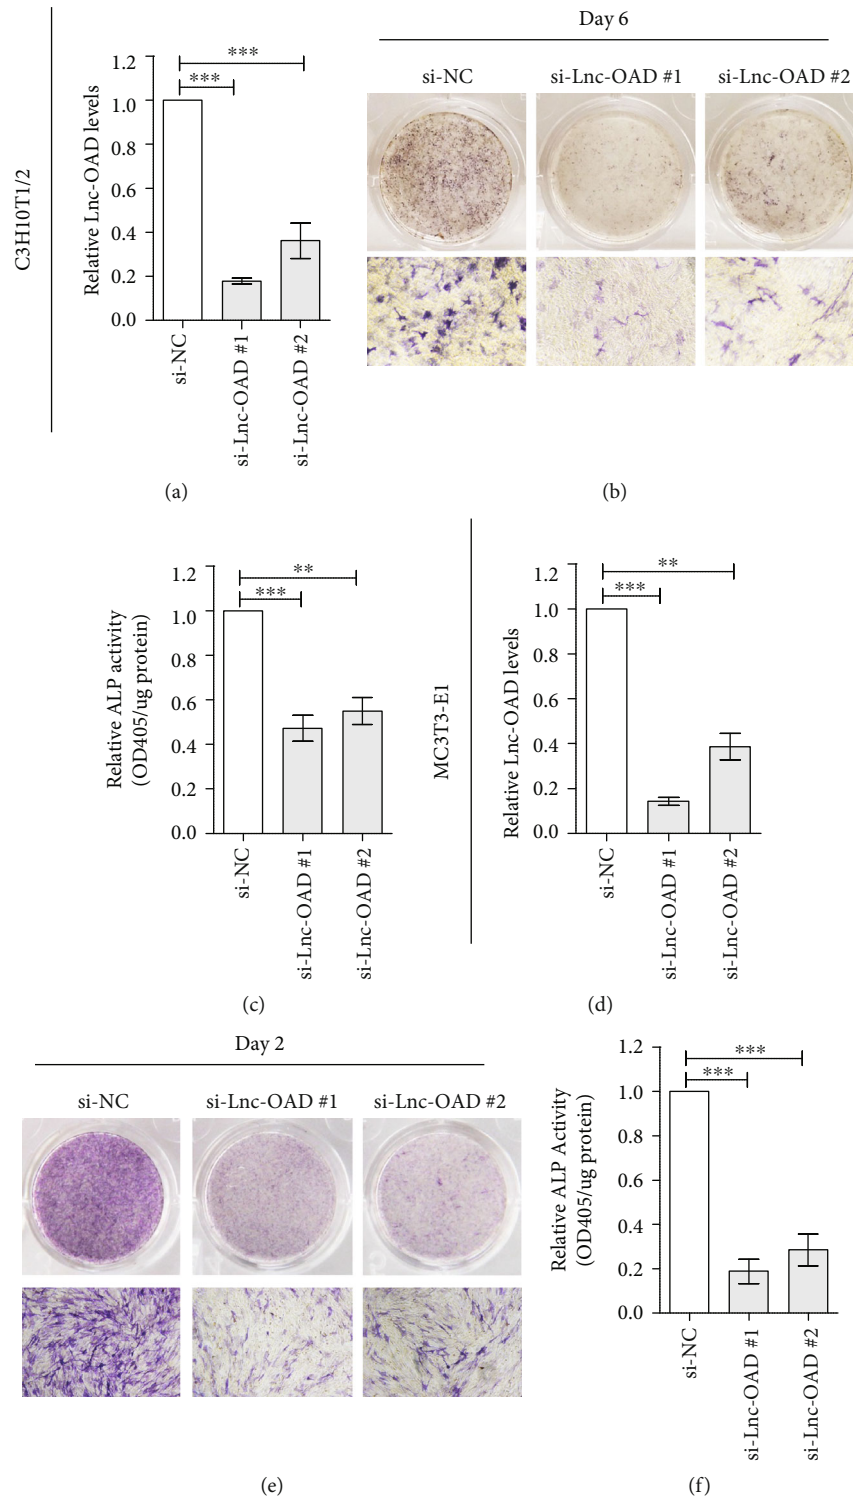 C3H10T1/2
Relative Lnc-OAD levels
1.2
1.0
0.8
0.6
0.4
0.2
0.0
***
***
si-NC
si-Lnc-OAD #1
si-Lnc-OAD #2
(a)
Day 6
si-NC
si-Lnc-OAD #1
si-Lnc-OAD #2
(b)
Relative ALP activity
(OD405/ug protein)
1.2
1.0
0.8
0.6
0.4
0.2
0.0
**
***
si-NC
si-Lnc-OAD #1
si-Lnc-OAD #2
(c)
MC3T3-E1
Relative Lnc-OAD levels
1.2
1.0
0.8
0.6
0.4
0.2
0.0
**
***
si-NC
si-Lnc-OAD #1
si-Lnc-OAD #2
(d)
Day 2
si-NC
si-Lnc-OAD #1
si-Lnc-OAD #2
(e)
Relative ALP Activity
(OD405/ug protein)
1.2
1.0
0.8
0.6
0.4
0.2
0.0
***
***
si-NC
si-Lnc-OAD #1
si-Lnc-OAD #2
(f)